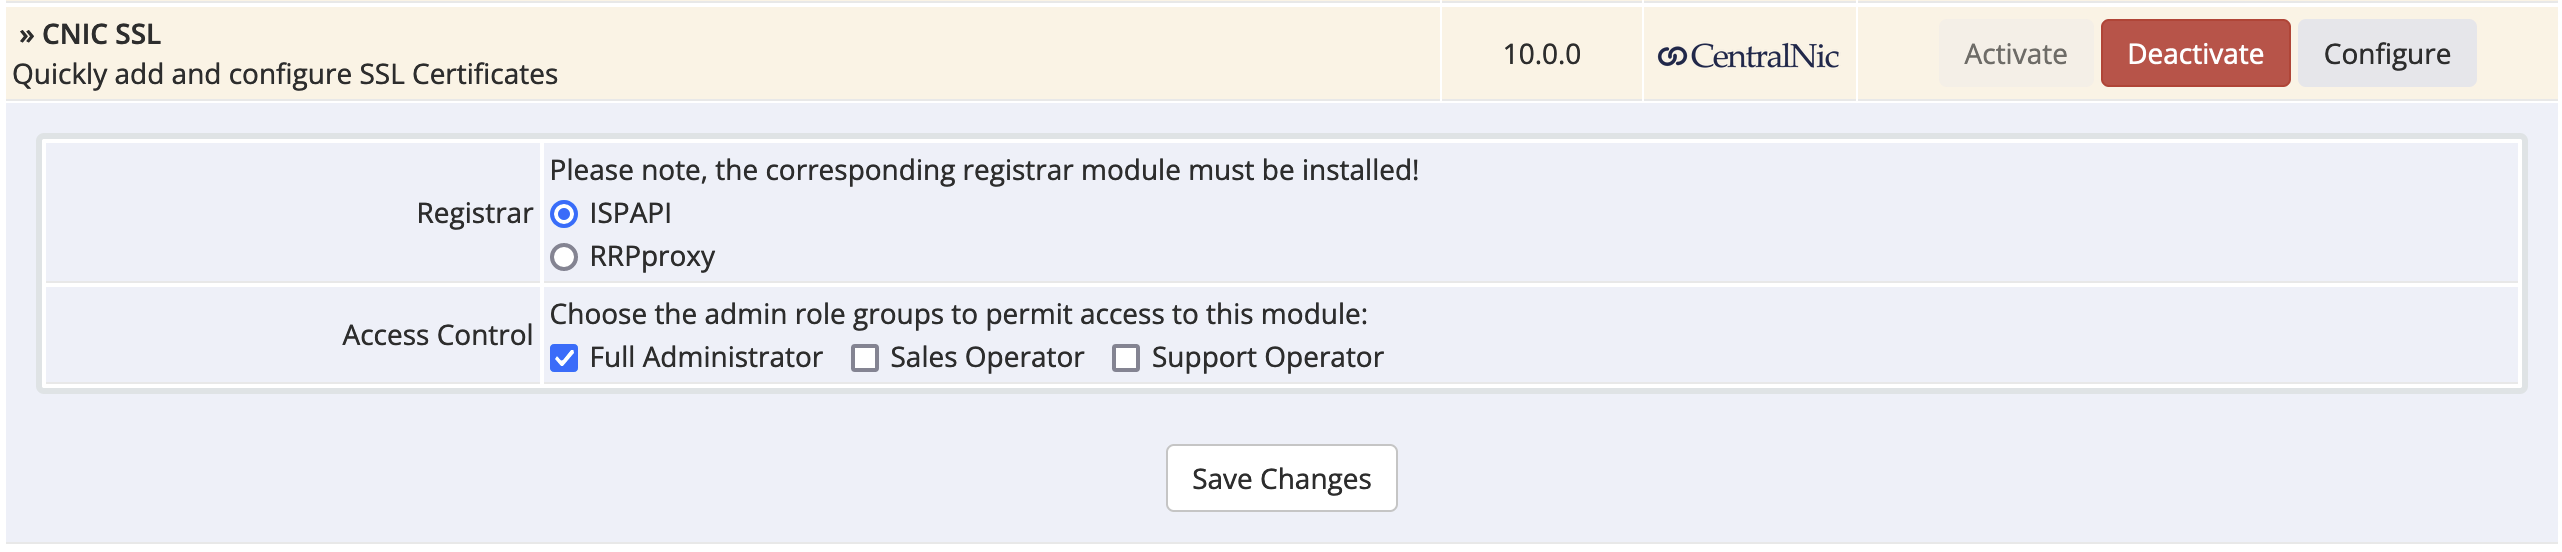 » CNIC SSL
Quickly add and configure SSL Certificates
10.0.0
CentralNic
Activate
Deactivate
Configure
Registrar
Please note, the corresponding registrar module must be installed!
ISPAPI
RRPproxy
Access Control
Choose the admin role groups to permit access to this module:
Full Administrator Sales Operator Support Operator
Save Changes